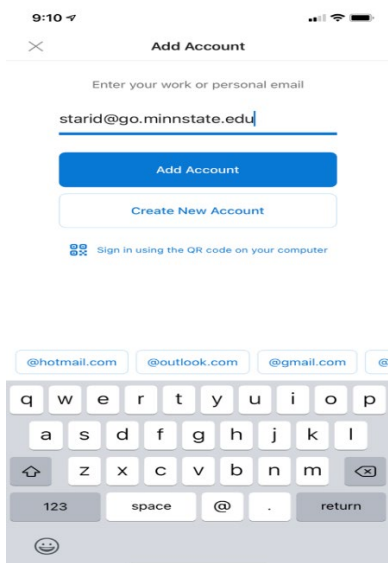 9:10
Add Account
Enter your work or personal email
starid@go.minnstate.edu
Add Account
Create New Account
Sign in using the QR code on your computer
@hotmail.com @outlook.com @gmail.com @
q w e r t y u i o p
a s d f g h j k l
z x c v b n m
123 space @ . return